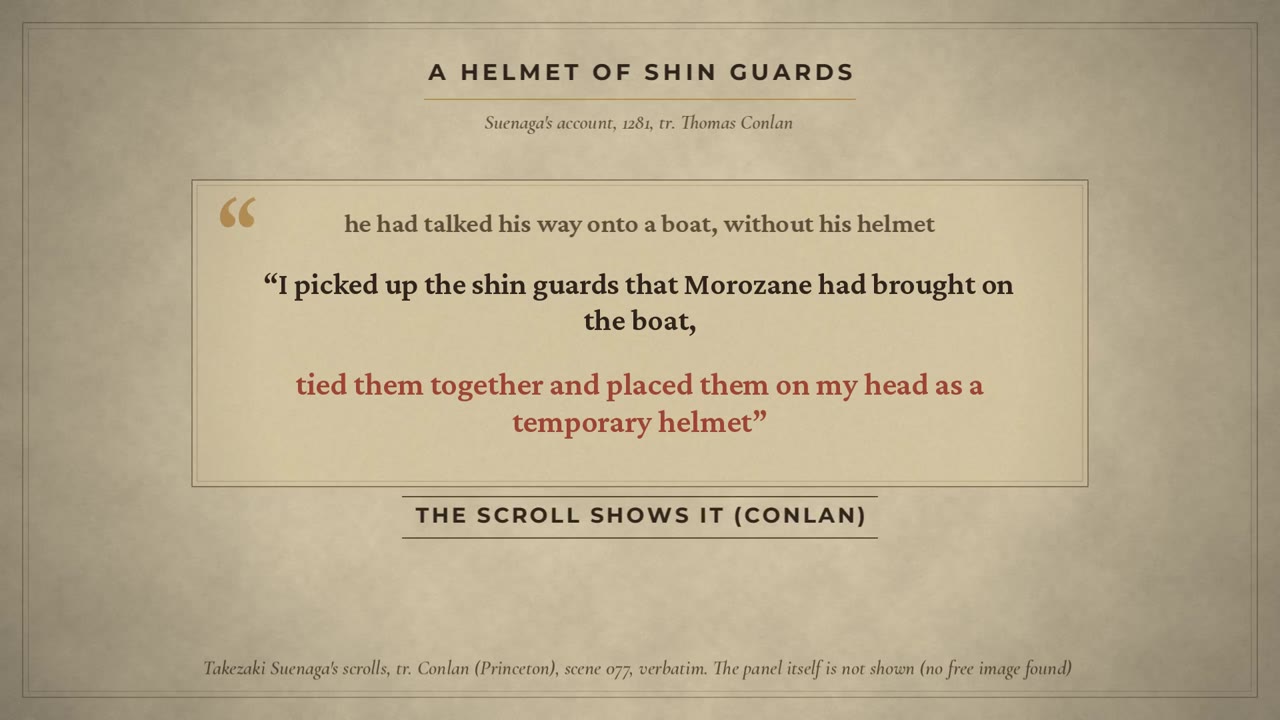 A HELMET OF SHIN GUARDS
Suenaga's account, 1281, tr. Thomas Conlan
“
he had talked his way onto a boat, without his helmet
“I picked up the shin guards that Morozane had brought on
the boat,
tied them together and placed them on my head as a
temporary helmet”
THE SCROLL SHOWS IT (CONLAN)
Takezaki Suenaga's scrolls, tr. Conlan (Princeton), scene 077, verbatim. The panel itself is not shown (no free image found)